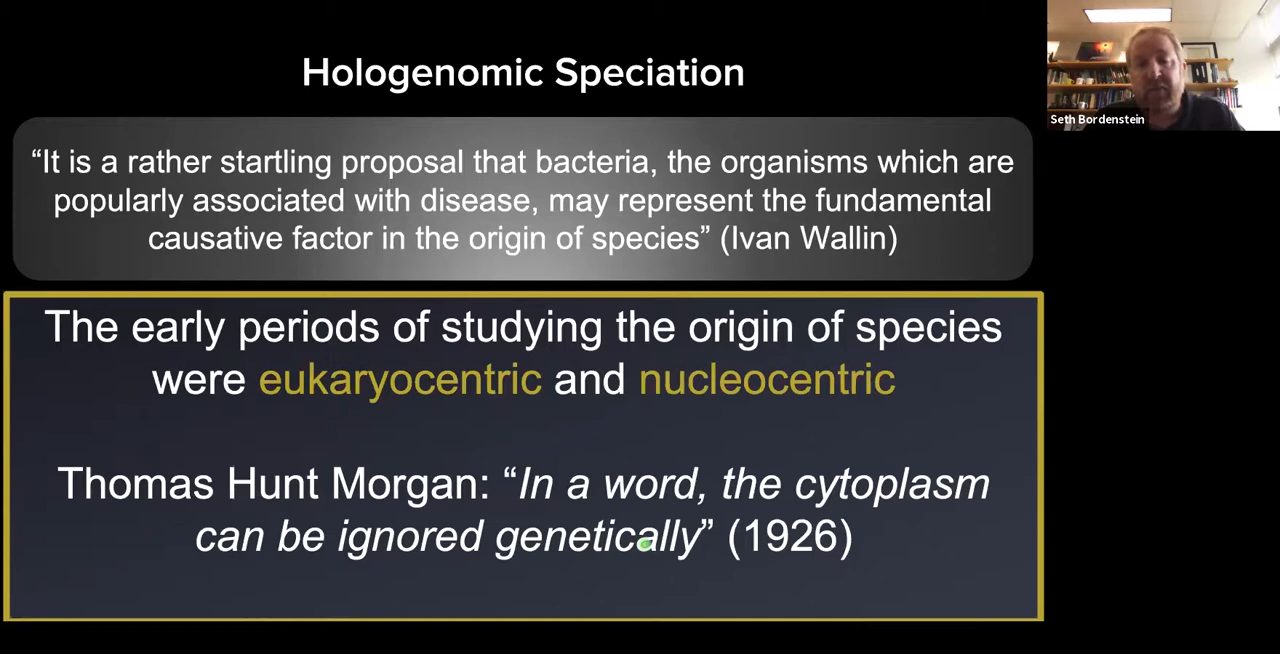 Hologenomic Speciation
Seth Bordenstein
“It is a rather startling proposal that bacteria, the organisms which are
popularly associated with disease, may represent the fundamental
causative factor in the origin of species” (Ivan Wallin)
The early periods of studying the origin of species
were eukaryocentric and nucleocentric
Thomas Hunt Morgan: “In a word, the cytoplasm
can be ignored genetically” (1926)